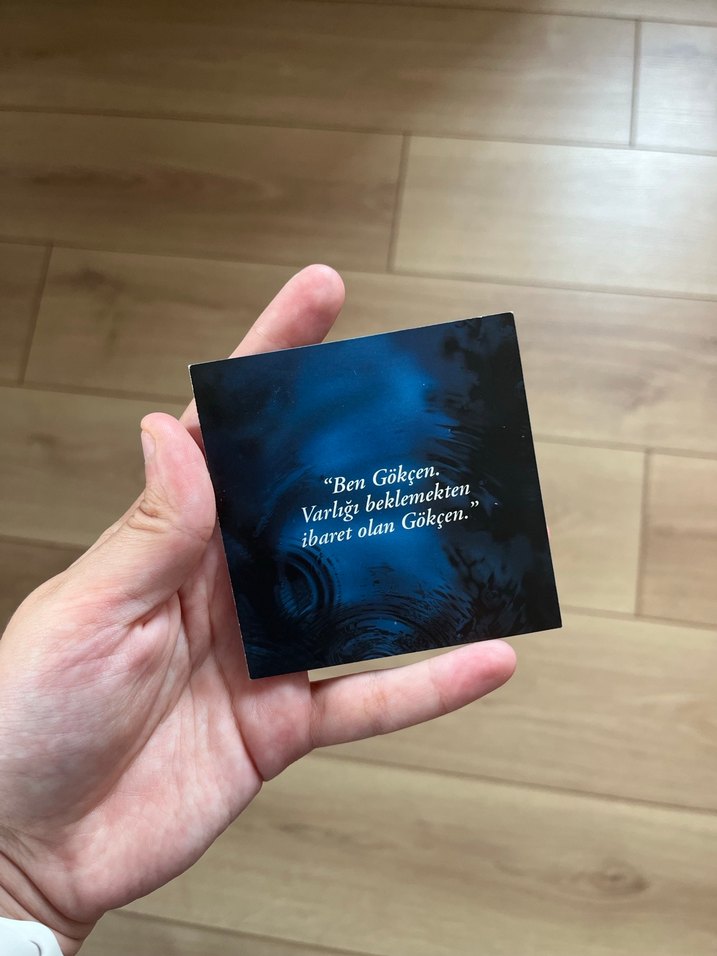 “Ben Gökçen.
Varlığı beklemekten
ibaret olan Gökçen.”